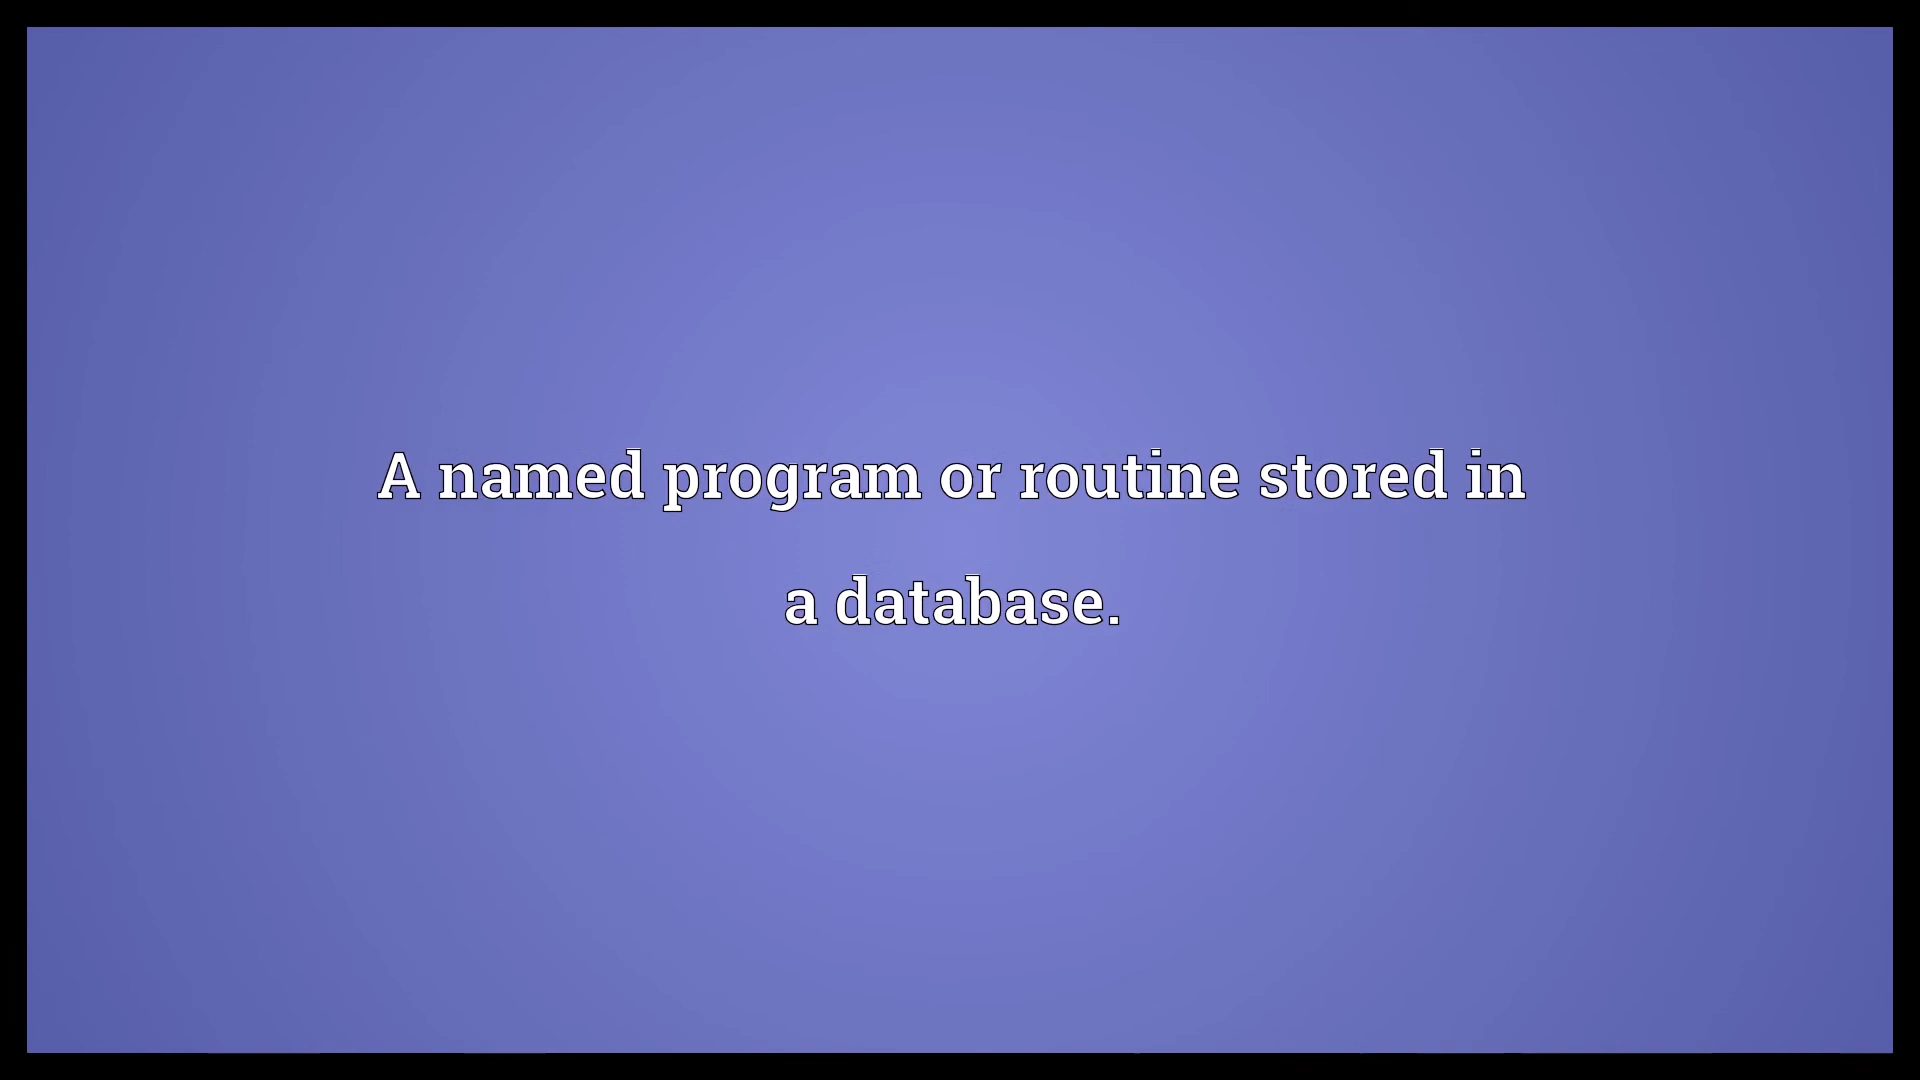 A named program or routine stored in
a database.